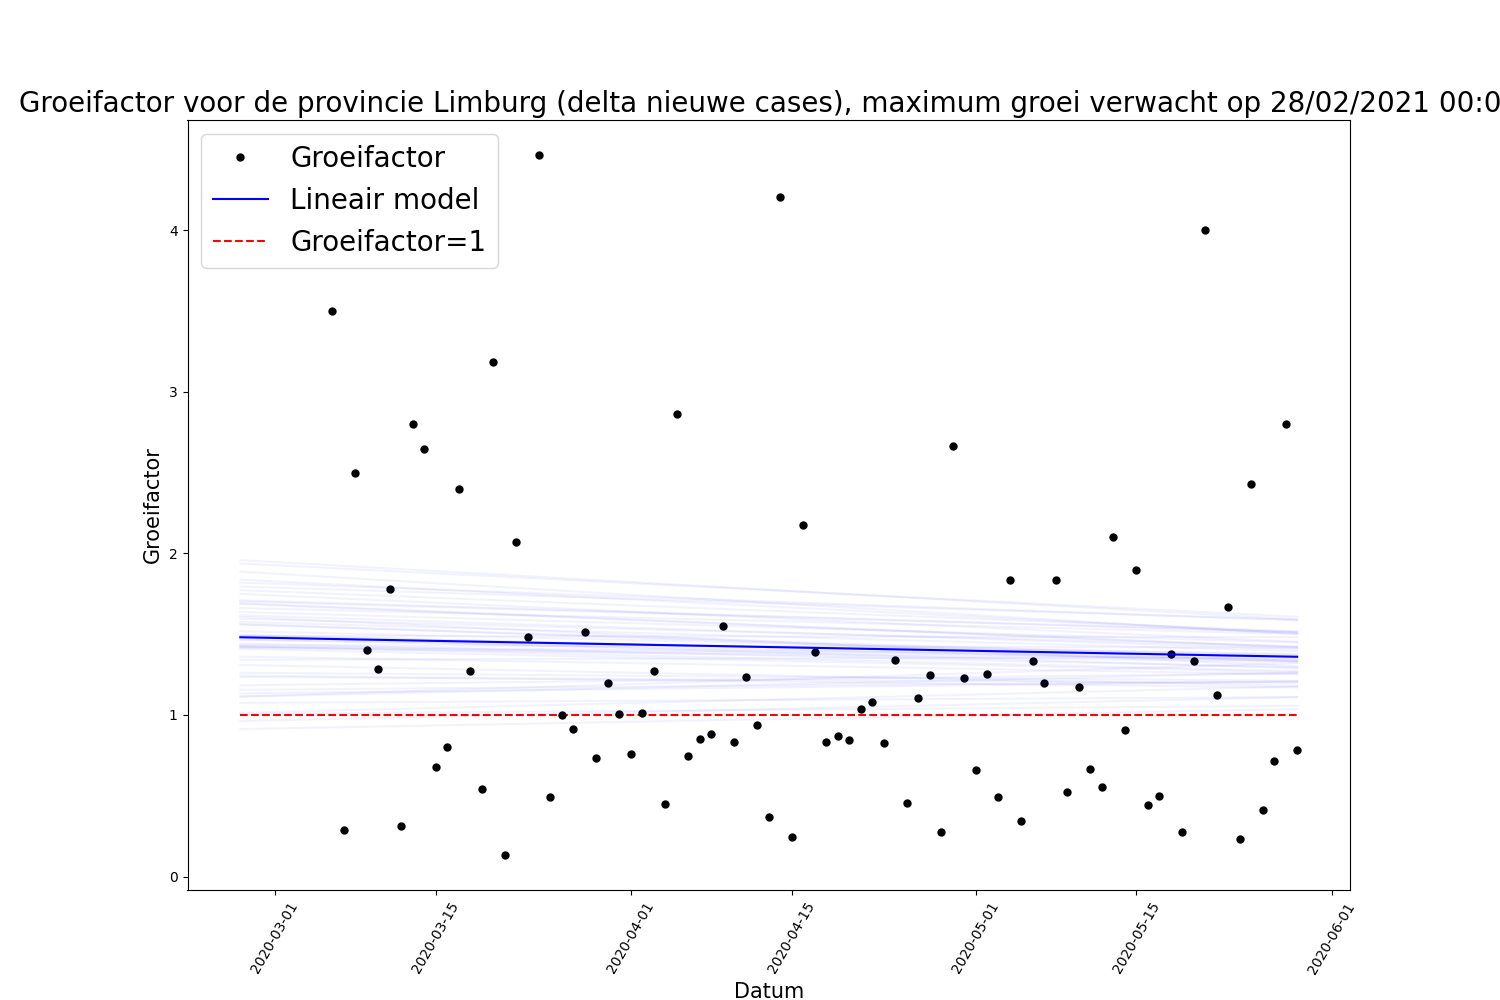 Groeifactor voor de provincie Limburg (delta nieuwe cases), maximum groei verwacht op 28/02/2021 00:0
Groeifactor
Lineair model
Groeifactor=1
Groeifactor
4
3
2
1
0
2020-03-01
2020-03-15
2020-04-01
2020-04-15
2020-05-01
2020-05-15
2020-06-01
Datum